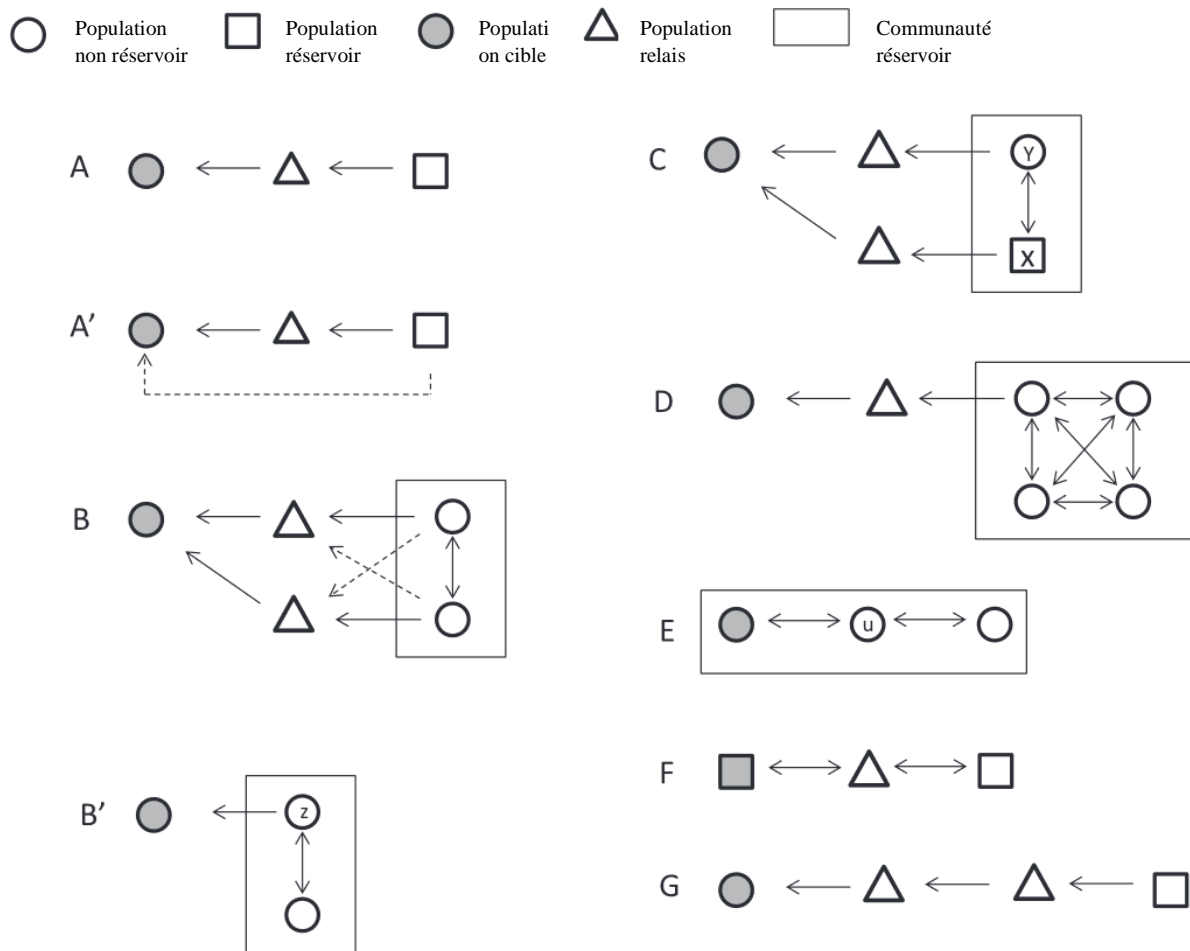 Population
non réservoir
Population
réservoir
Populati
on cible
Population
relais
Communauté
réservoir
A
A'
B
B'
z
C
Y
X
D
E
u
F
G